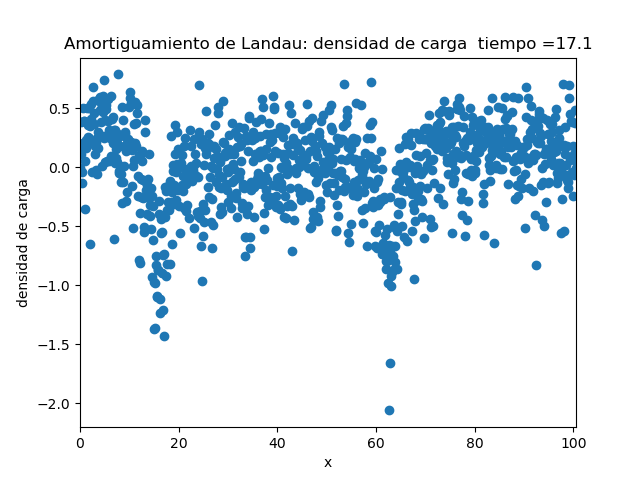 Amortiguamiento de Landau: densidad de carga  tiempo =17.1
0.5
0.0
−0.5
−1.0
−1.5
−2.0
densidad de carga
0 20 40 60 80 100
x